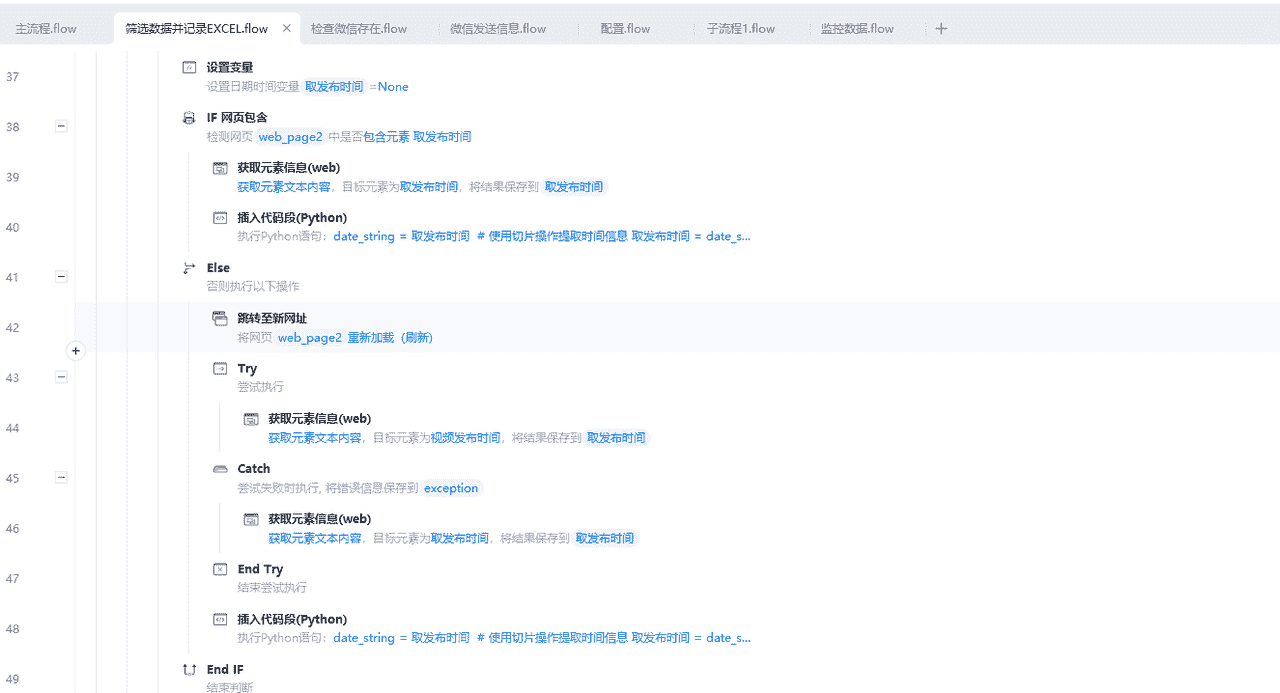 主流程.flow 筛选数据并记录EXCEL.flow 检查微信存在.flow 微信发送信息.flow 配置.flow 子流程1.flow 监控数据.flow
37 设置变量
设置日期时间变量 取发布时间 =None
38 IF 网页包含
检测网页 web_page2 中是否包含元素 取发布时间
39 获取元素信息(web)
获取元素文本内容，目标元素为取发布时间，将结果保存到 取发布时间
40 插入代码段(Python)
执行Python语句： date_string = 取发布时间 # 使用切片操作提取时间信息 取发布时间 = date_s...
41 Else
否则执行以下操作
42 跳转至新网址
将网页 web_page2 重新加载（刷新）
43 Try
尝试执行
44 获取元素信息(web)
获取元素文本内容，目标元素为视频发布时间，将结果保存到 取发布时间
45 Catch
尝试失败时执行, 将错误信息保存到 exception
46 获取元素信息(web)
获取元素文本内容，目标元素为取发布时间，将结果保存到 取发布时间
47 End Try
结束尝试执行
48 插入代码段(Python)
执行Python语句： date_string = 取发布时间 # 使用切片操作提取时间信息 取发布时间 = date_s...
49 End IF
结束判断